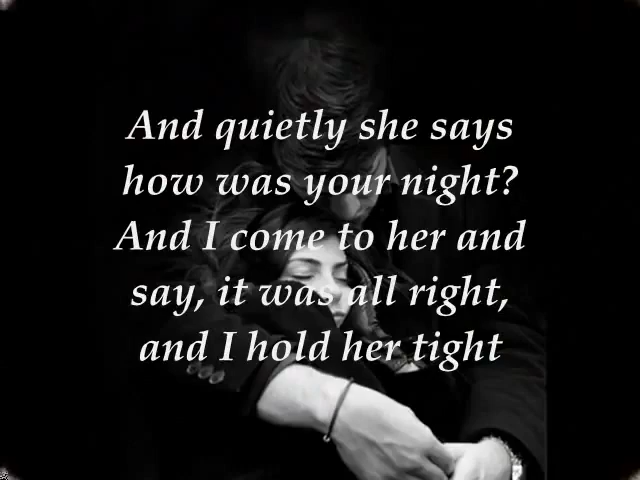 And quietly she says
how was your night?
And I come to her and
say, it was all right,
and I hold her tight